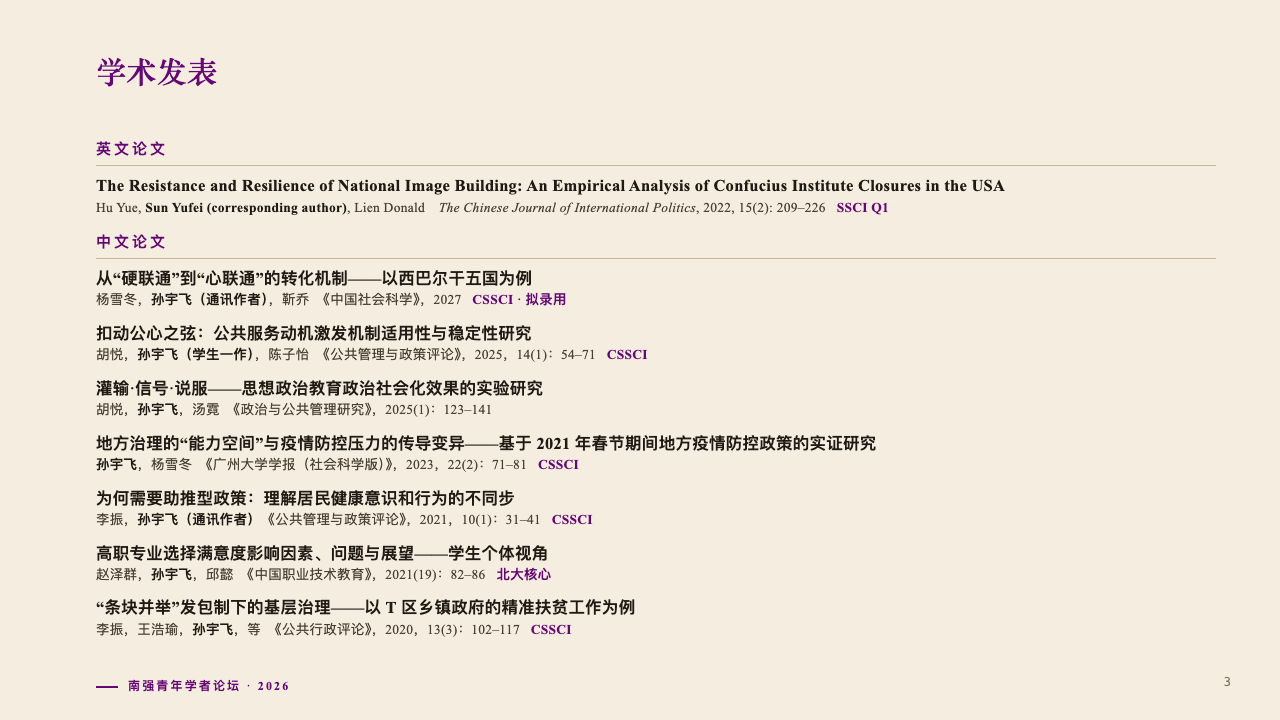 学术发表
英文论文
The Resistance and Resilience of National Image Building: An Empirical Analysis of Confucius Institute Closures in the USA
Hu Yue, Sun Yufei (corresponding author), Lien Donald The Chinese Journal of International Politics, 2022, 15(2): 209–226 SSCI Q1
中文论文
从“硬联通”到“心联通”的转化机制——以西巴尔干五国为例
杨雪冬，孙宇飞（通讯作者），靳乔 《中国社会科学》，2027 CSSCI · 拟录用
扣动公心之弦：公共服务动机激发机制适用性与稳定性研究
胡悦，孙宇飞（学生一作），陈子怡 《公共管理与政策评论》，2025，14(1)：54–71 CSSCI
灌输·信号·说服——思想政治教育政治社会化效果的实验研究
胡悦，孙宇飞，汤霓 《政治与公共管理研究》，2025(1)：123–141
地方治理的“能力空间”与疫情防控压力的传导变异——基于 2021 年春节期间地方疫情防控政策的实证研究
孙宇飞，杨雪冬 《广州大学学报（社会科学版）》，2023，22(2)：71–81 CSSCI
为何需要助推型政策：理解居民健康意识和行为的不同步
李振，孙宇飞（通讯作者） 《公共管理与政策评论》，2021，10(1)：31–41 CSSCI
高职专业选择满意度影响因素、问题与展望——学生个体视角
赵泽群，孙宇飞，邱懿 《中国职业技术教育》，2021(19)：82–86 北大核心
“条块并举”发包制下的基层治理——以 T 区乡镇政府的精准扶贫工作为例
李振，王浩瑜，孙宇飞，等 《公共行政评论》，2020，13(3)：102–117 CSSCI
南强青年学者论坛 · 2026
3